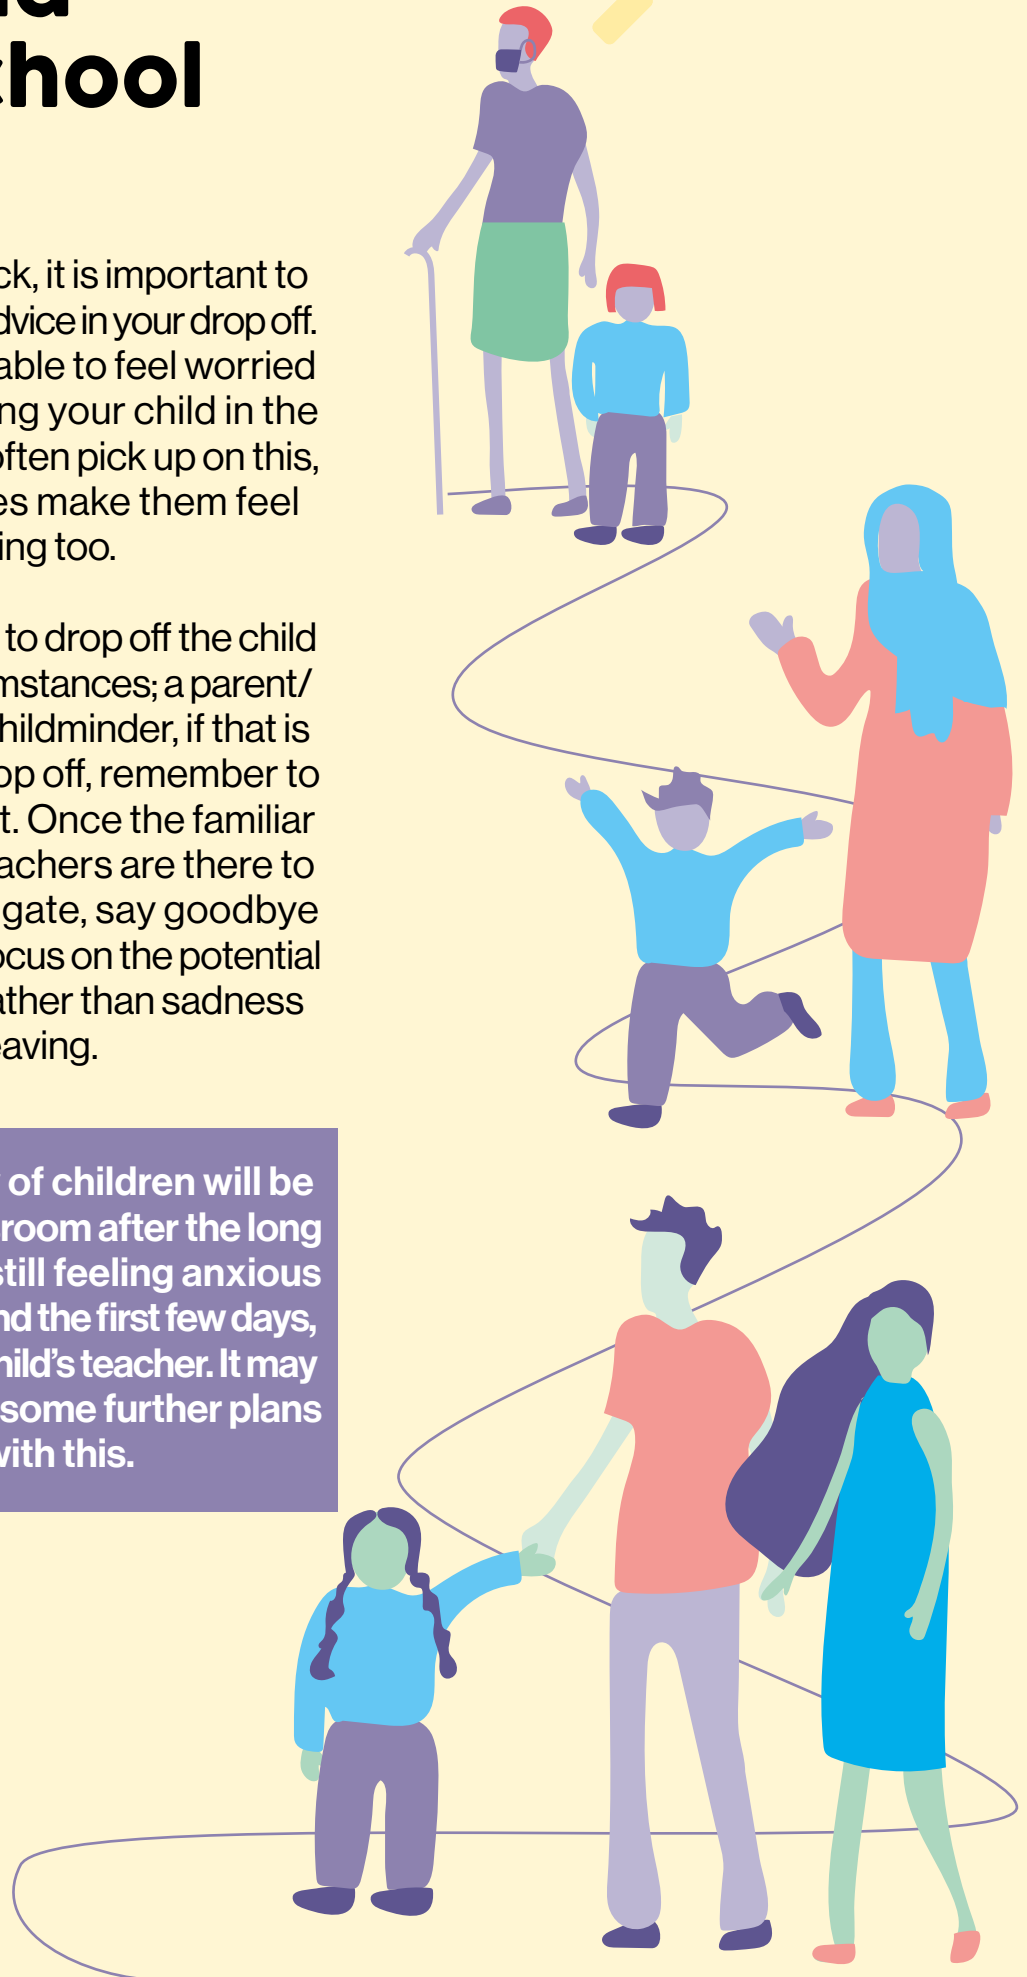 chool
ck, it is important to
dvice in your drop off.
able to feel worried
ng your child in the
often pick up on this,
es make them feel
ing too.
to drop off the child
mstances; a parent/
hildminder, if that is
op off, remember to
t. Once the familiar
achers are there to
gate, say goodbye
ocus on the potential
ather than sadness
eaving.
of children will be
room after the long
still feeling anxious
nd the first few days,
hild’s teacher. It may
some further plans
with this.